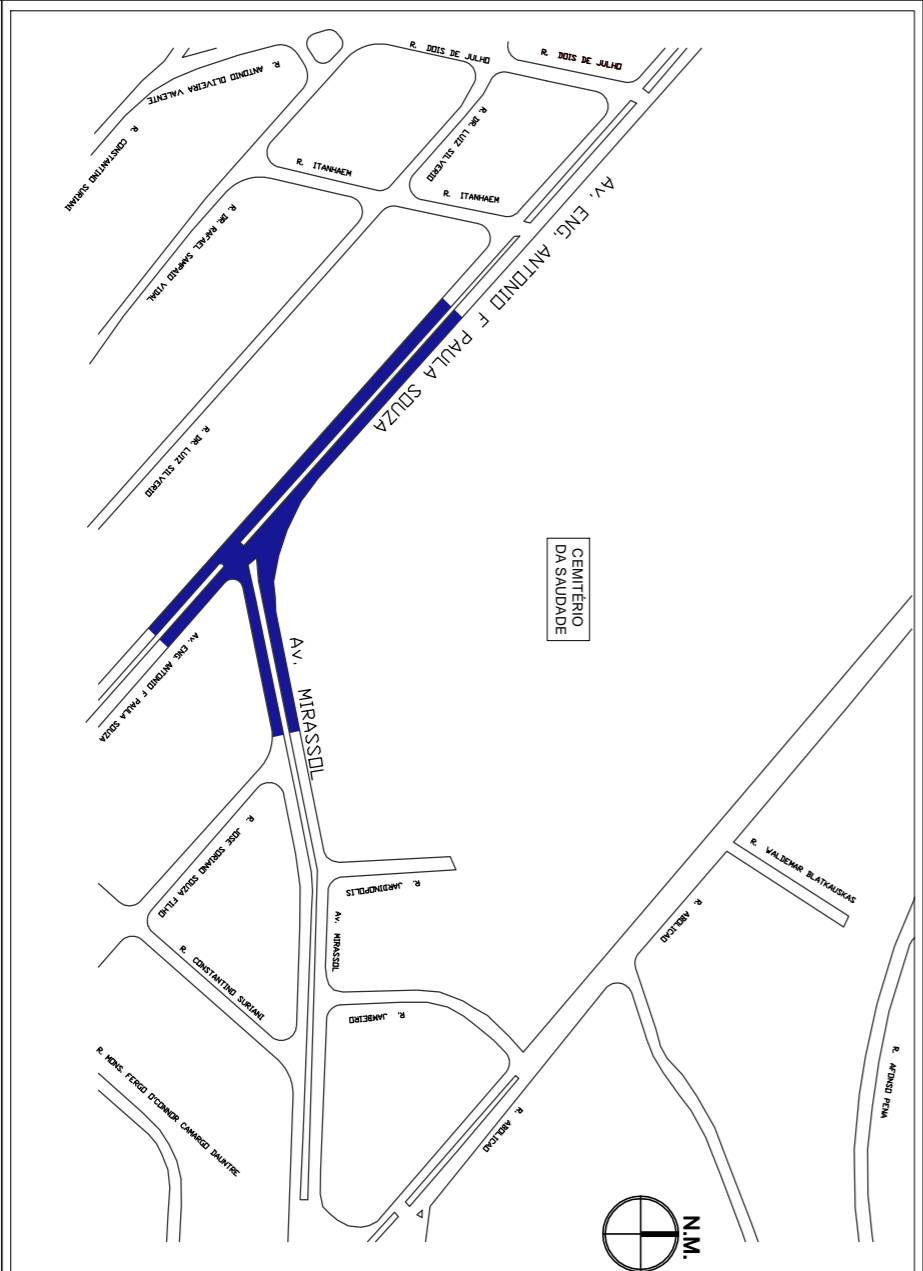 R. DOIS DE JULHO
R. DOIS DE JULHO
R. ANTONIO OLIVEIRA VALENTE
R. CONSTANTINO SURIANI
R. DR. LUIZ SILVERIO
R. ITANHAEM
R. ITANHAEM
R. DR. RAFAEL SAMPAIO VIDAL
AV. ENG. ANTONIO F PAULA SOUZA
R. DR. LUIZ SILVERIO
CEMITÉRIO
DA SAUDADE
AV. ENG. ANTONIO F PAULA SOUZA
AV. MIRASSOL
R. JOSE SORIANO SOUZA FILHO
R. JARDINOPOLIS
R. WALDEMAR BLATKAUSKAS
R. ABOLICAO
AV. MIRASSOL
R. CONSTANTINO SURIANI
R. JAMBEIRO
R. AFONSO PENA
R. MONS. FERGO D'CONNOR CAMARGO DAUNTRE
R. ABOLICAO
N.M.